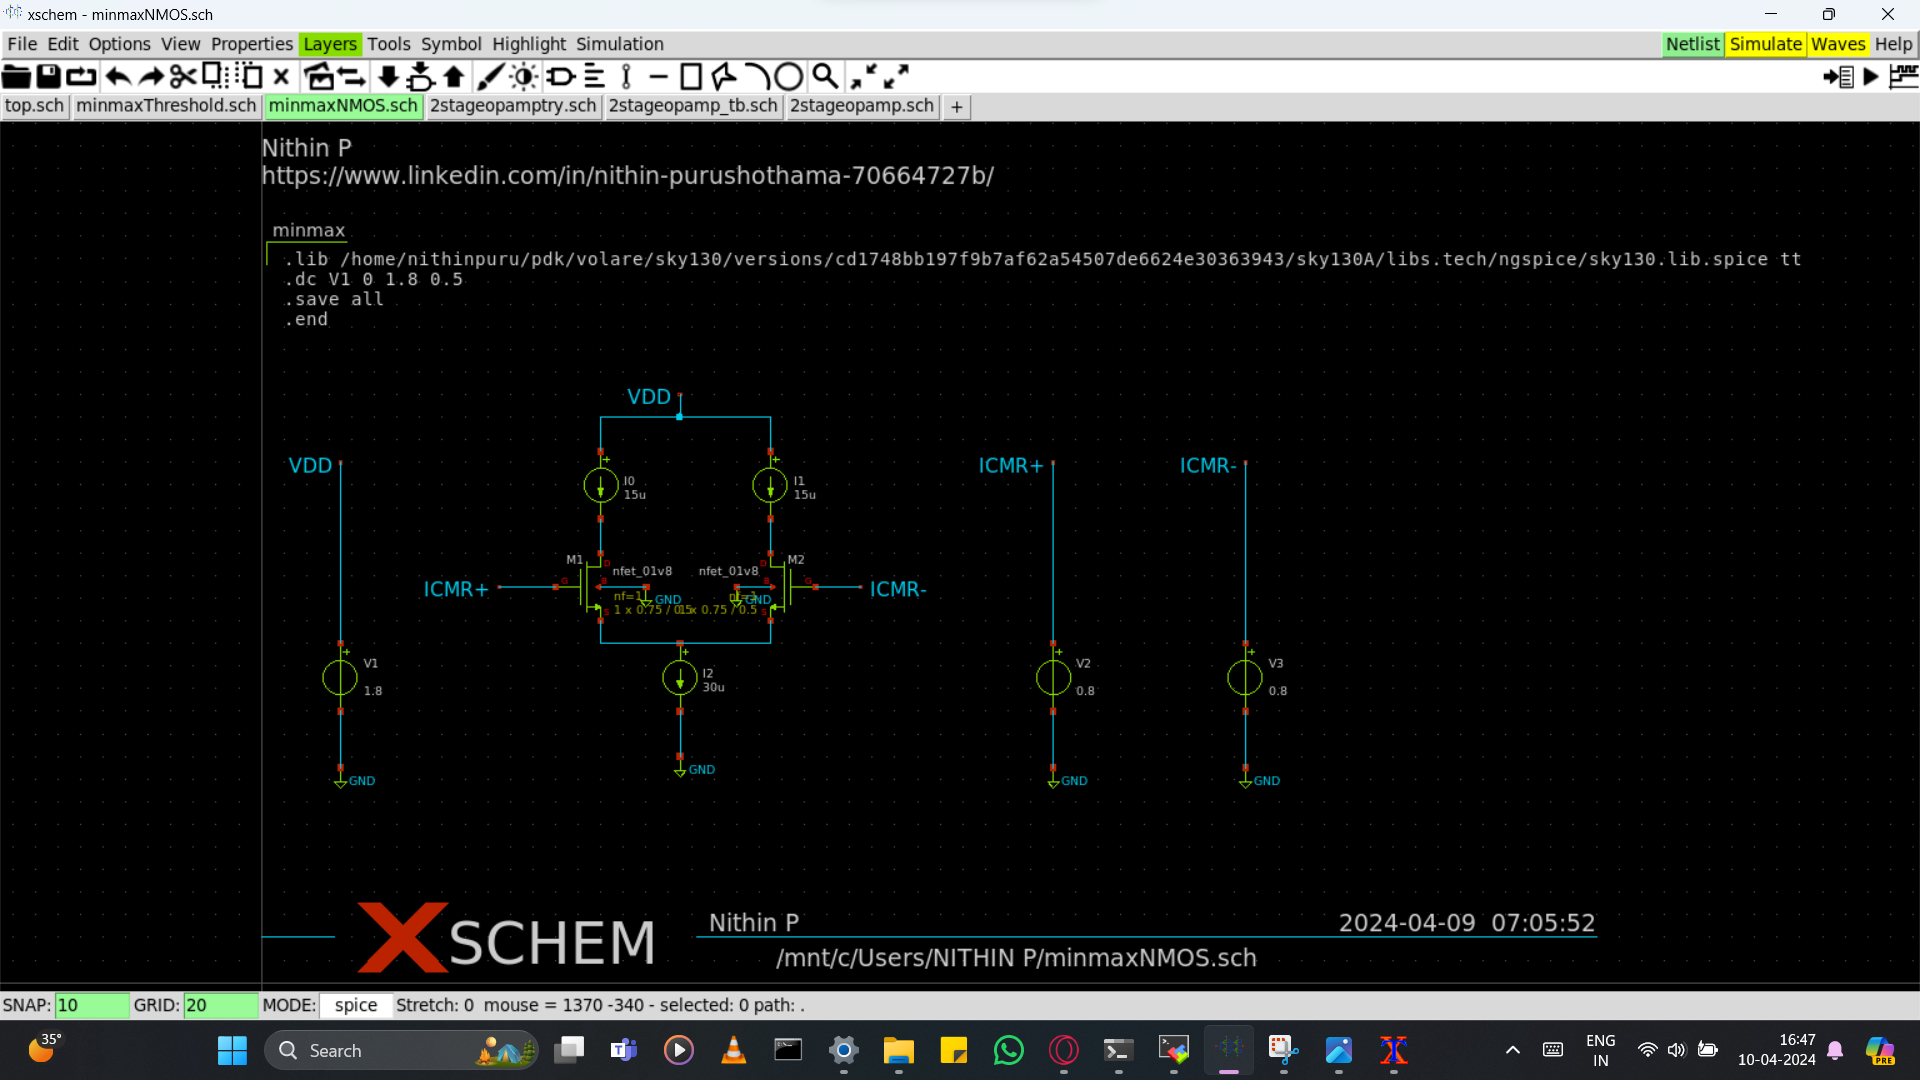 xschem - minmaxNMOS.sch
File Edit Options View Properties Layers Tools Symbol Highlight Simulation Netlist Simulate Waves Help
top.sch minmaxThreshold.sch minmaxNMOS.sch 2stageopamptry.sch 2stageopamp_tb.sch 2stageopamp.sch +
Nithin P
https://www.linkedin.com/in/nithin-purushothama-70664727b/
minmax
.lib /home/nithinpuru/pdk/volare/sky130/versions/cd1748bb197f9b7af62a54507de6624e30363943/sky130A/libs.tech/ngspice/sky130.lib.spice tt
.dc V1 0 1.8 0.5
.save all
.end
VDD
VDD
ICMR+
ICMR-
I0
15u
I1
15u
M1
M2
nfet_01v8
nfet_01v8
D
D
G
B
B
G
ICMR+
ICMR-
nf=1
GND
GND
1 x 0.75 / 0.5
x 0.75 / 0.5
S
S
V1
1.8
I2
30u
V2
0.8
V3
0.8
GND
GND
GND
GND
XSCHEM
Nithin P
2024-04-09 07:05:52
/mnt/c/Users/NITHIN P/minmaxNMOS.sch
SNAP: 10 GRID: 20 MODE: spice Stretch: 0 mouse = 1370 -340 - selected: 0 path: .
35°
Search
ENG
IN
16:47
10-04-2024
PRE